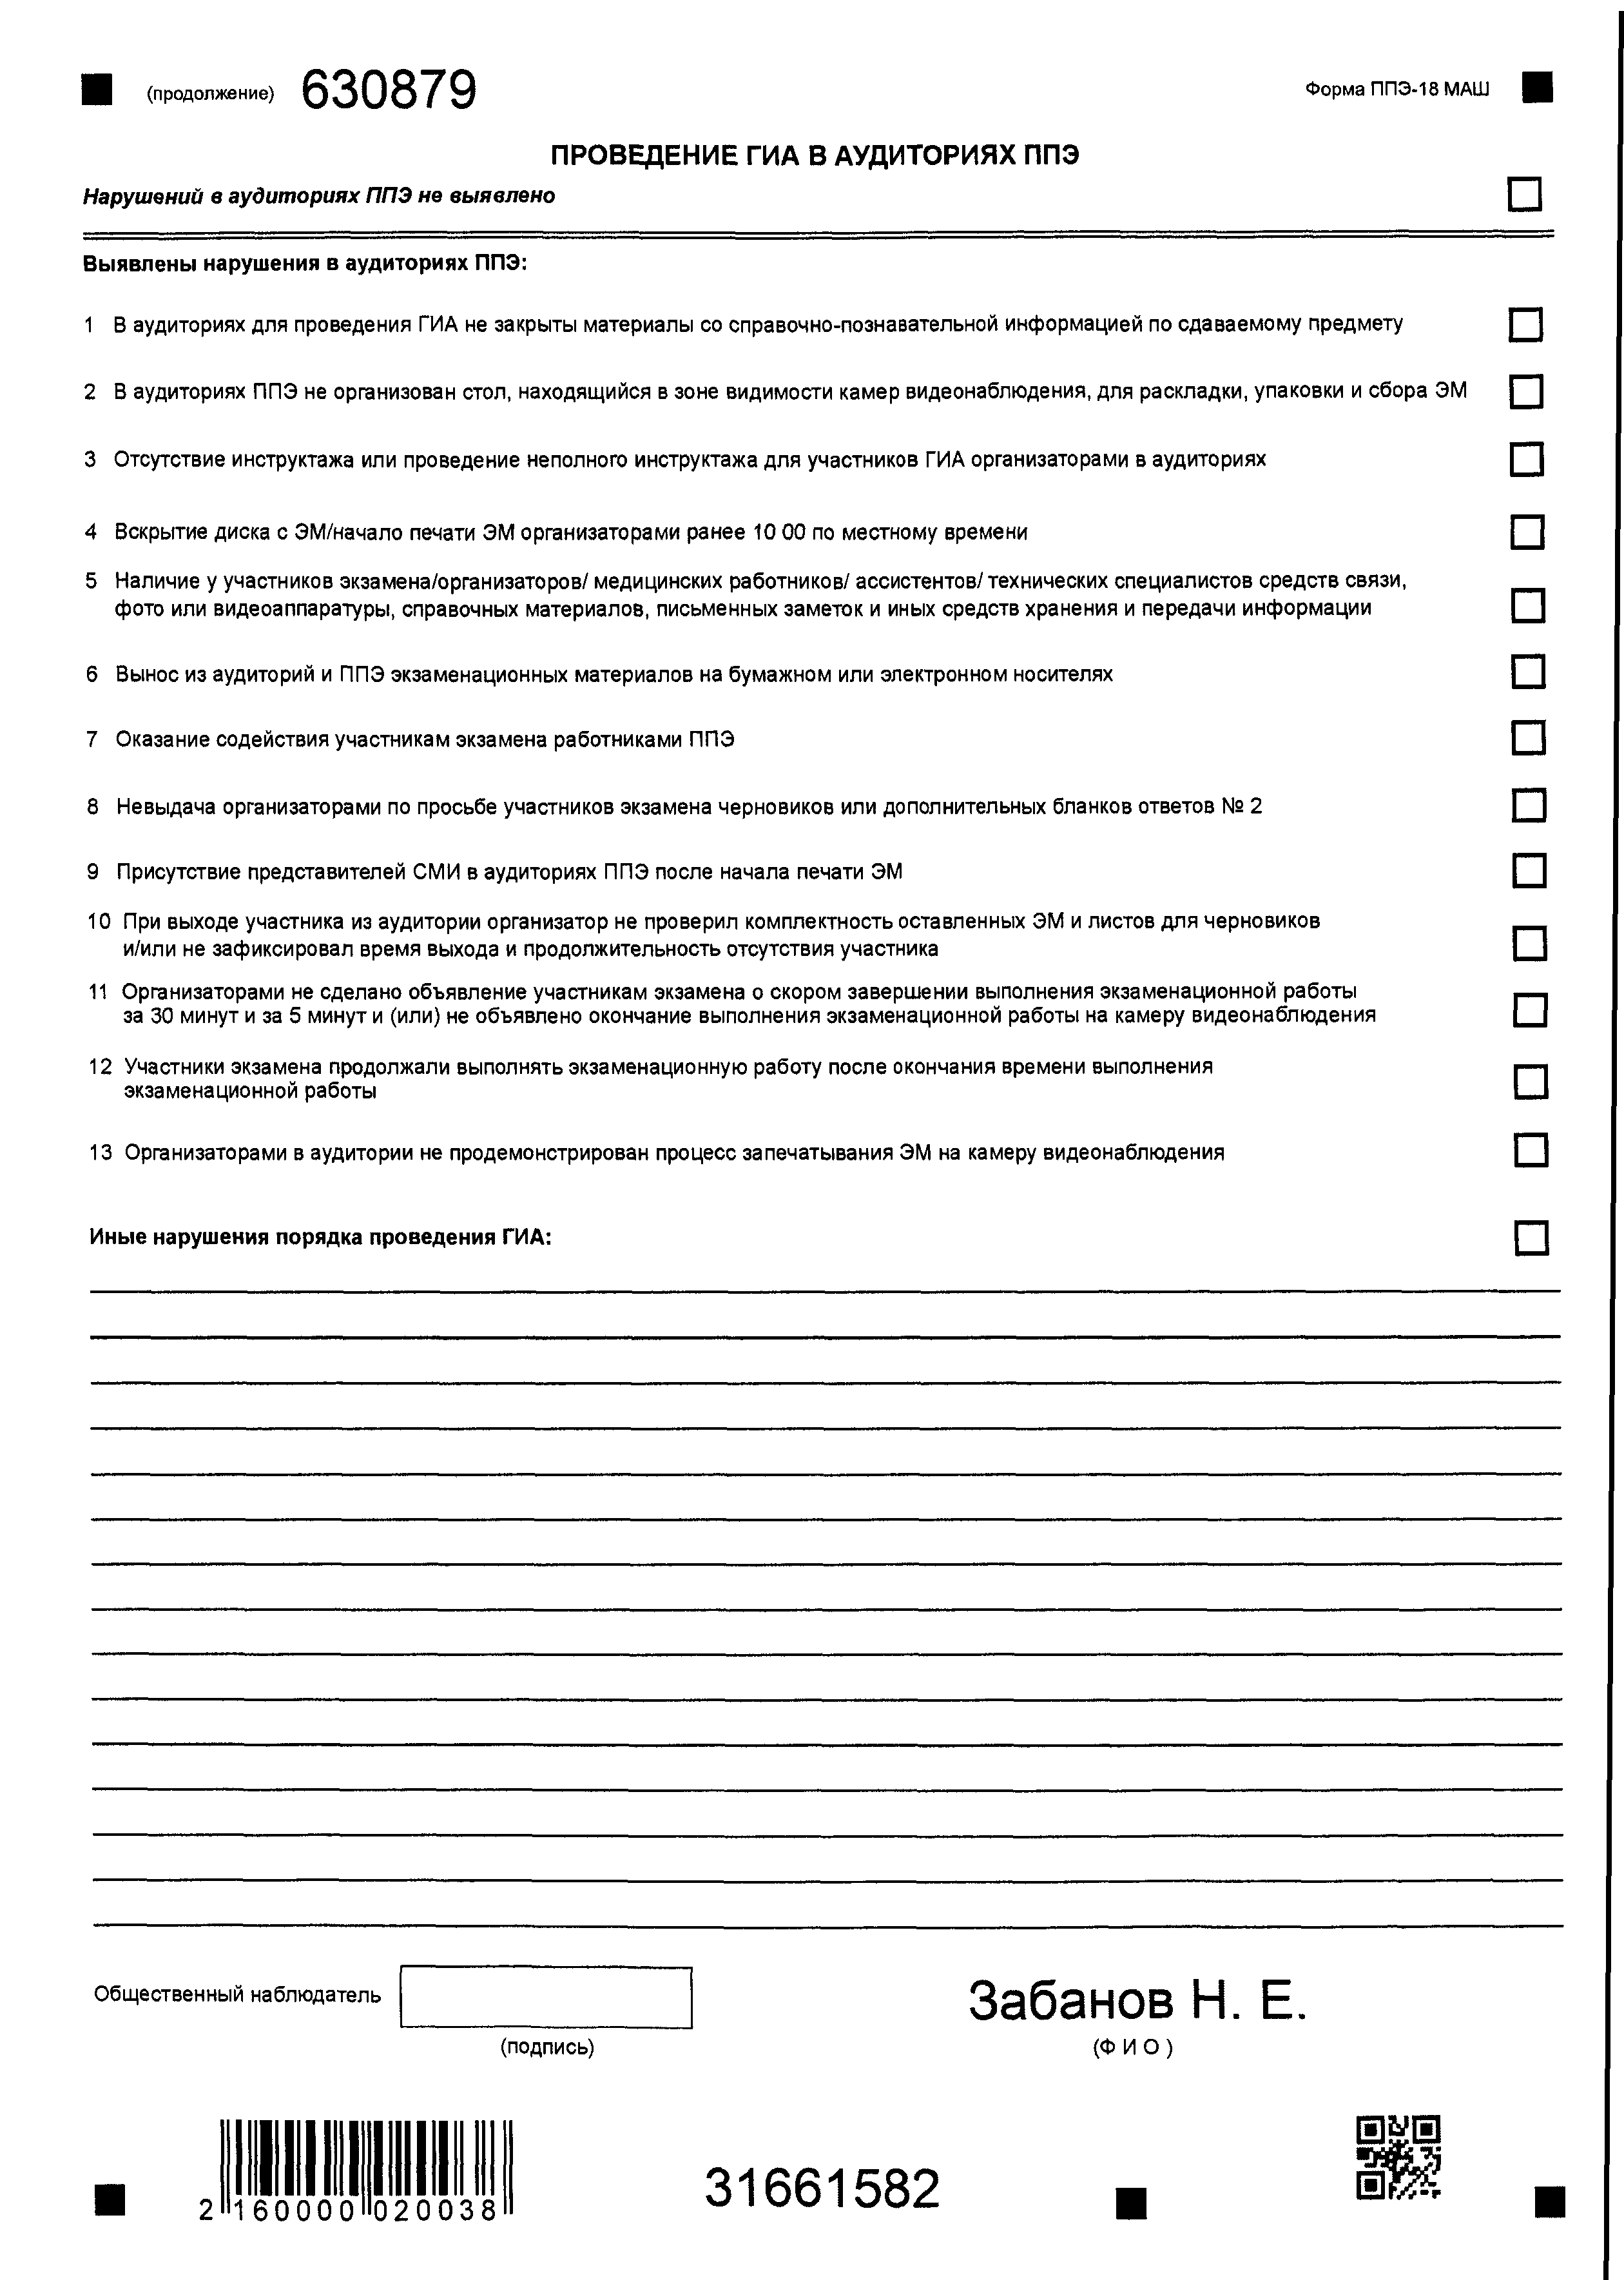 (продолжение) 630879 Форма ППЭ-18 МАШ
ПРОВЕДЕНИЕ ГИА В АУДИТОРИЯХ ППЭ
Нарушений в аудиториях ППЭ не выявлено
Выявлены нарушения в аудиториях ППЭ:
1 В аудиториях для проведения ГИА не закрыты материалы со справочно-познавательной информацией по сдаваемому предмету
2 В аудиториях ППЭ не организован стол, находящийся в зоне видимости камер видеонаблюдения, для раскладки, упаковки и сбора ЭМ
3 Отсутствие инструктажа или проведение неполного инструктажа для участников ГИА организаторами в аудиториях
4 Вскрытие диска с ЭМ/начало печати ЭМ организаторами ранее 10 00 по местному времени
5 Наличие у участников экзамена/организаторов/ медицинских работников/ ассистентов/ технических специалистов средств связи,
фото или видеоаппаратуры, справочных материалов, письменных заметок и иных средств хранения и передачи информации
6 Вынос из аудиторий и ППЭ экзаменационных материалов на бумажном или электронном носителях
7 Оказание содействия участникам экзамена работниками ППЭ
8 Невыдача организаторами по просьбе участников экзамена черновиков или дополнительных бланков ответов № 2
9 Присутствие представителей СМИ в аудиториях ППЭ после начала печати ЭМ
10 При выходе участника из аудитории организатор не проверил комплектность оставленных ЭМ и листов для черновиков
и/или не зафиксировал время выхода и продолжительность отсутствия участника
11 Организаторами не сделано объявление участникам экзамена о скором завершении выполнения экзаменационной работы
за 30 минут и за 5 минут и (или) не объявлено окончание выполнения экзаменационной работы на камеру видеонаблюдения
12 Участники экзамена продолжали выполнять экзаменационную работу после окончания времени выполнения
экзаменационной работы
13 Организаторами в аудитории не продемонстрирован процесс запечатывания ЭМ на камеру видеонаблюдения
Иные нарушения порядка проведения ГИА:
Общественный наблюдатель Забанов Н. Е.
(подпись) (Ф И О )
2 160000 020038 31661582